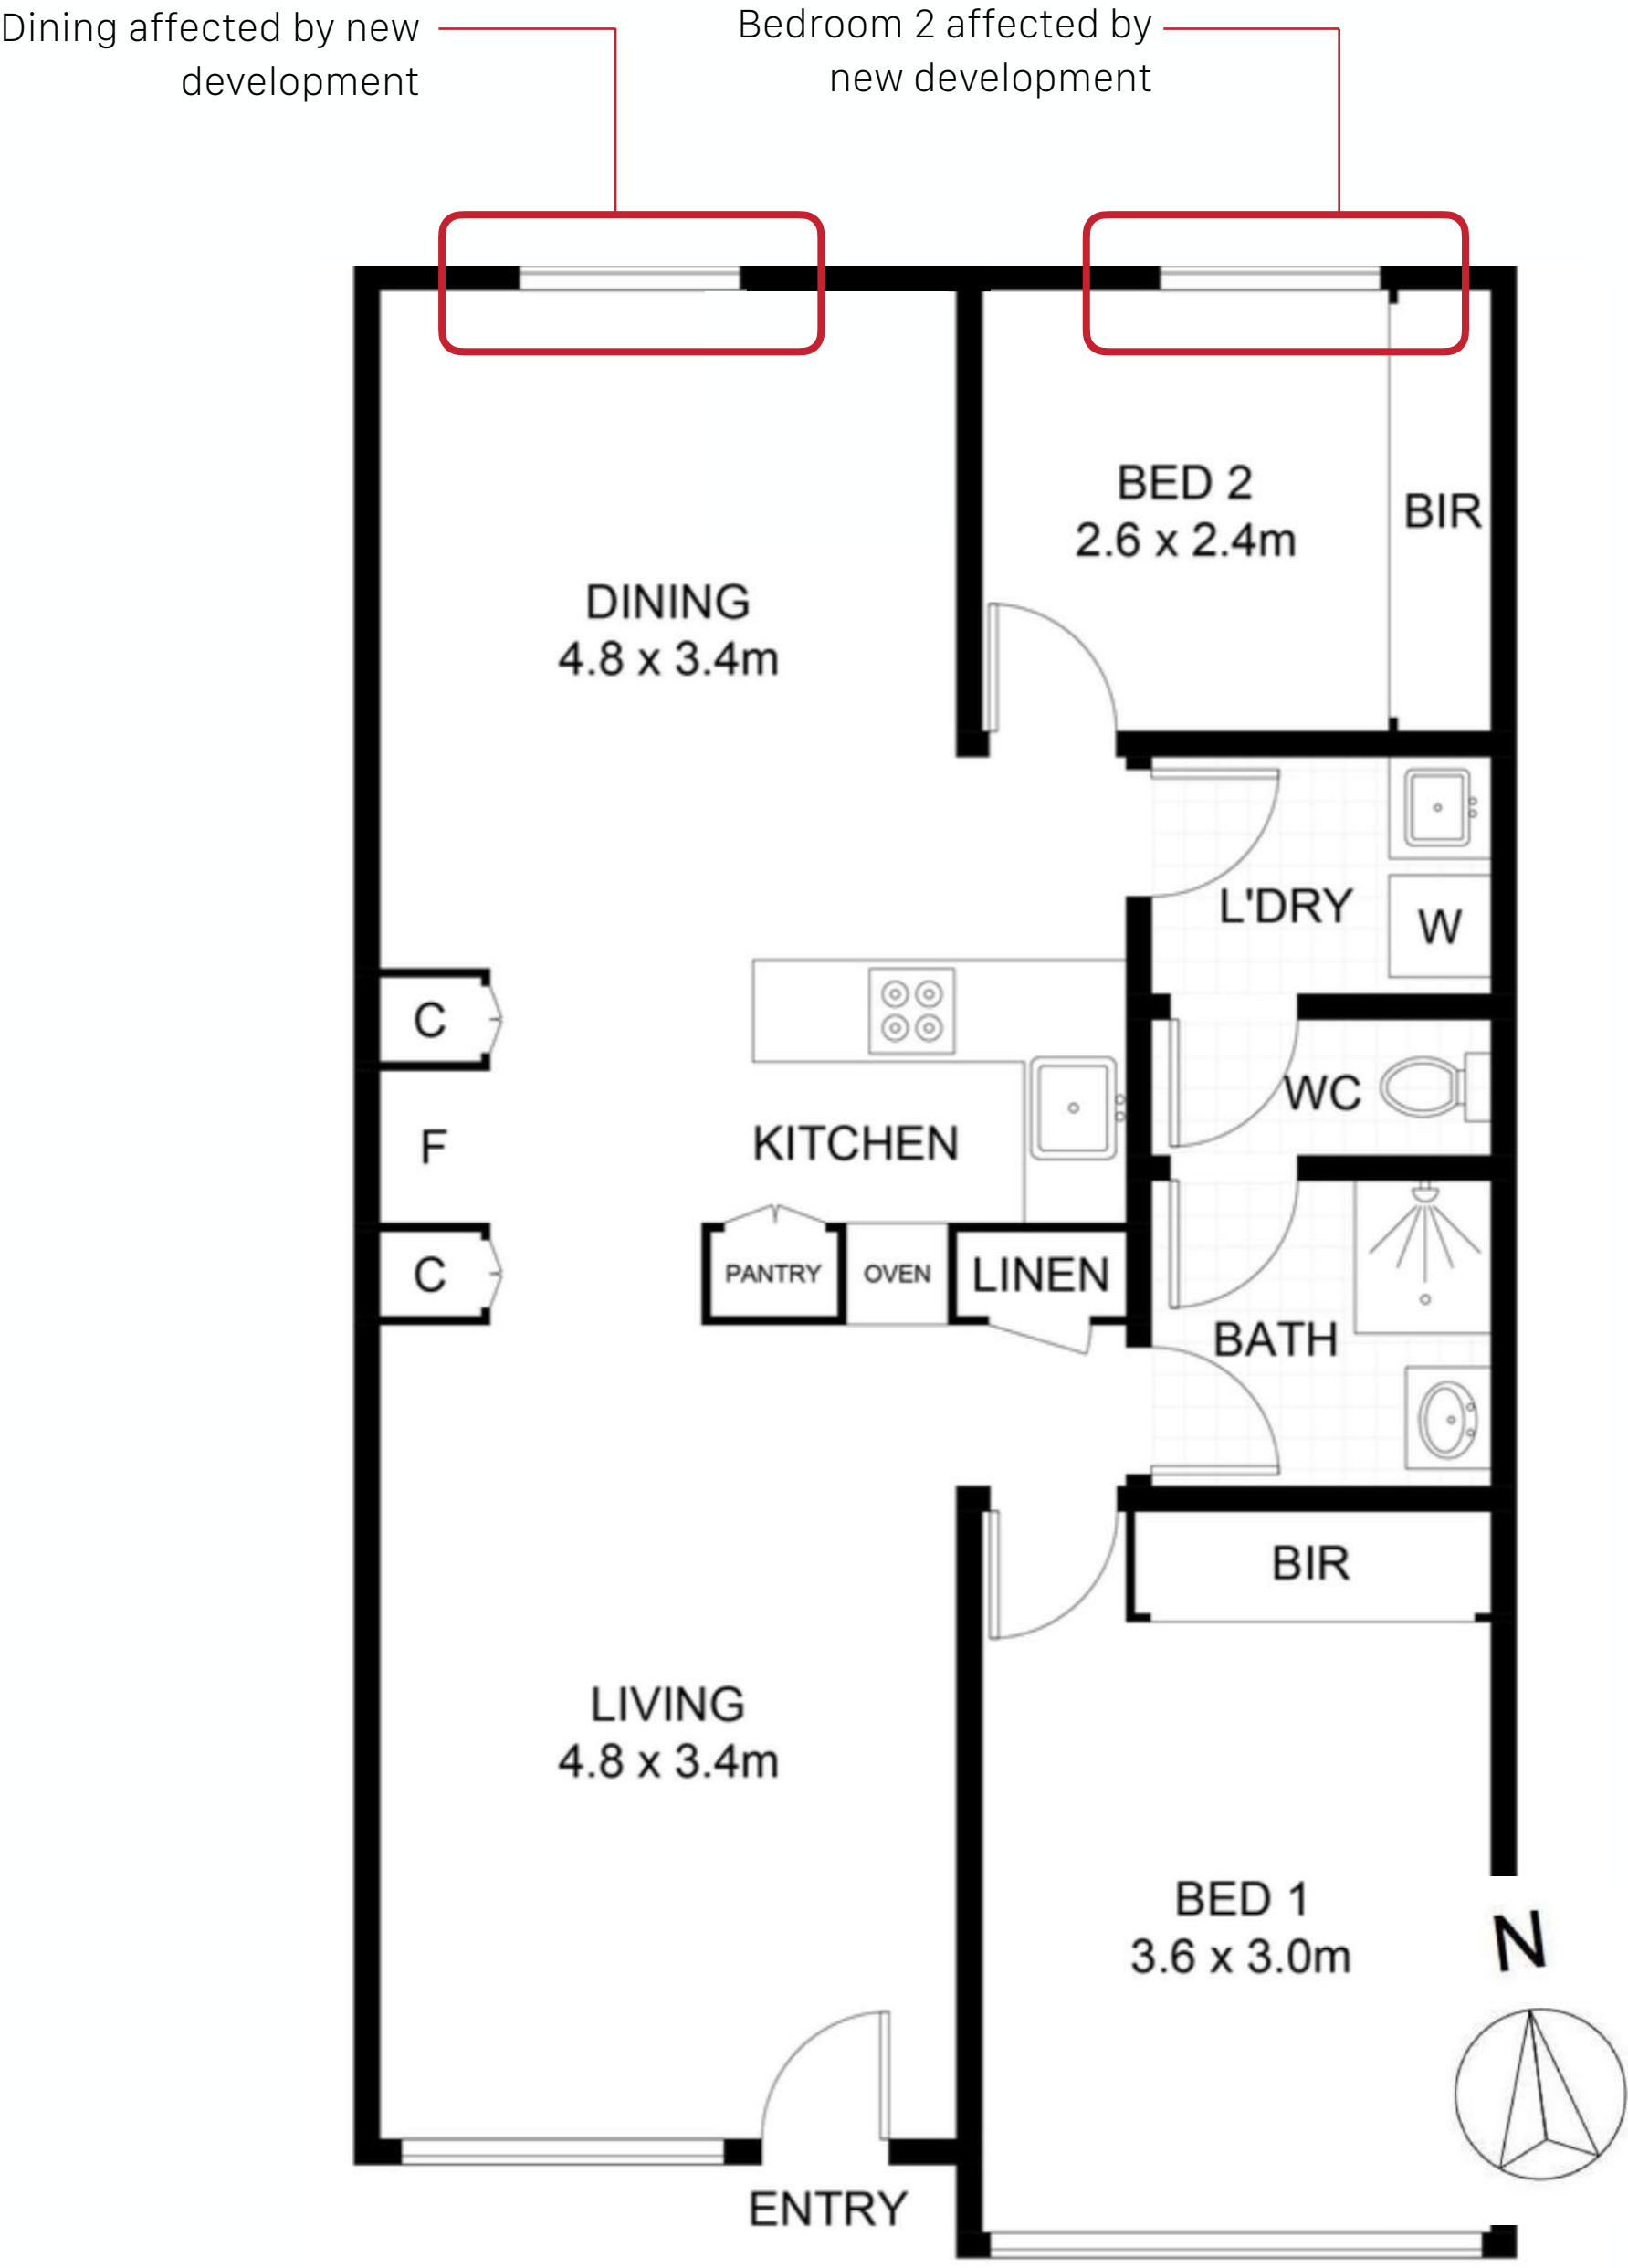 Dining affected by new
development
Bedroom 2 affected by
new development
BED 2
2.6 x 2.4m
BIR
DINING
4.8 x 3.4m
L'DRY
W
C
F
C
KITCHEN
WC
PANTRY
OVEN
LINEN
BATH
BIR
LIVING
4.8 x 3.4m
BED 1
3.6 x 3.0m
N
ENTRY